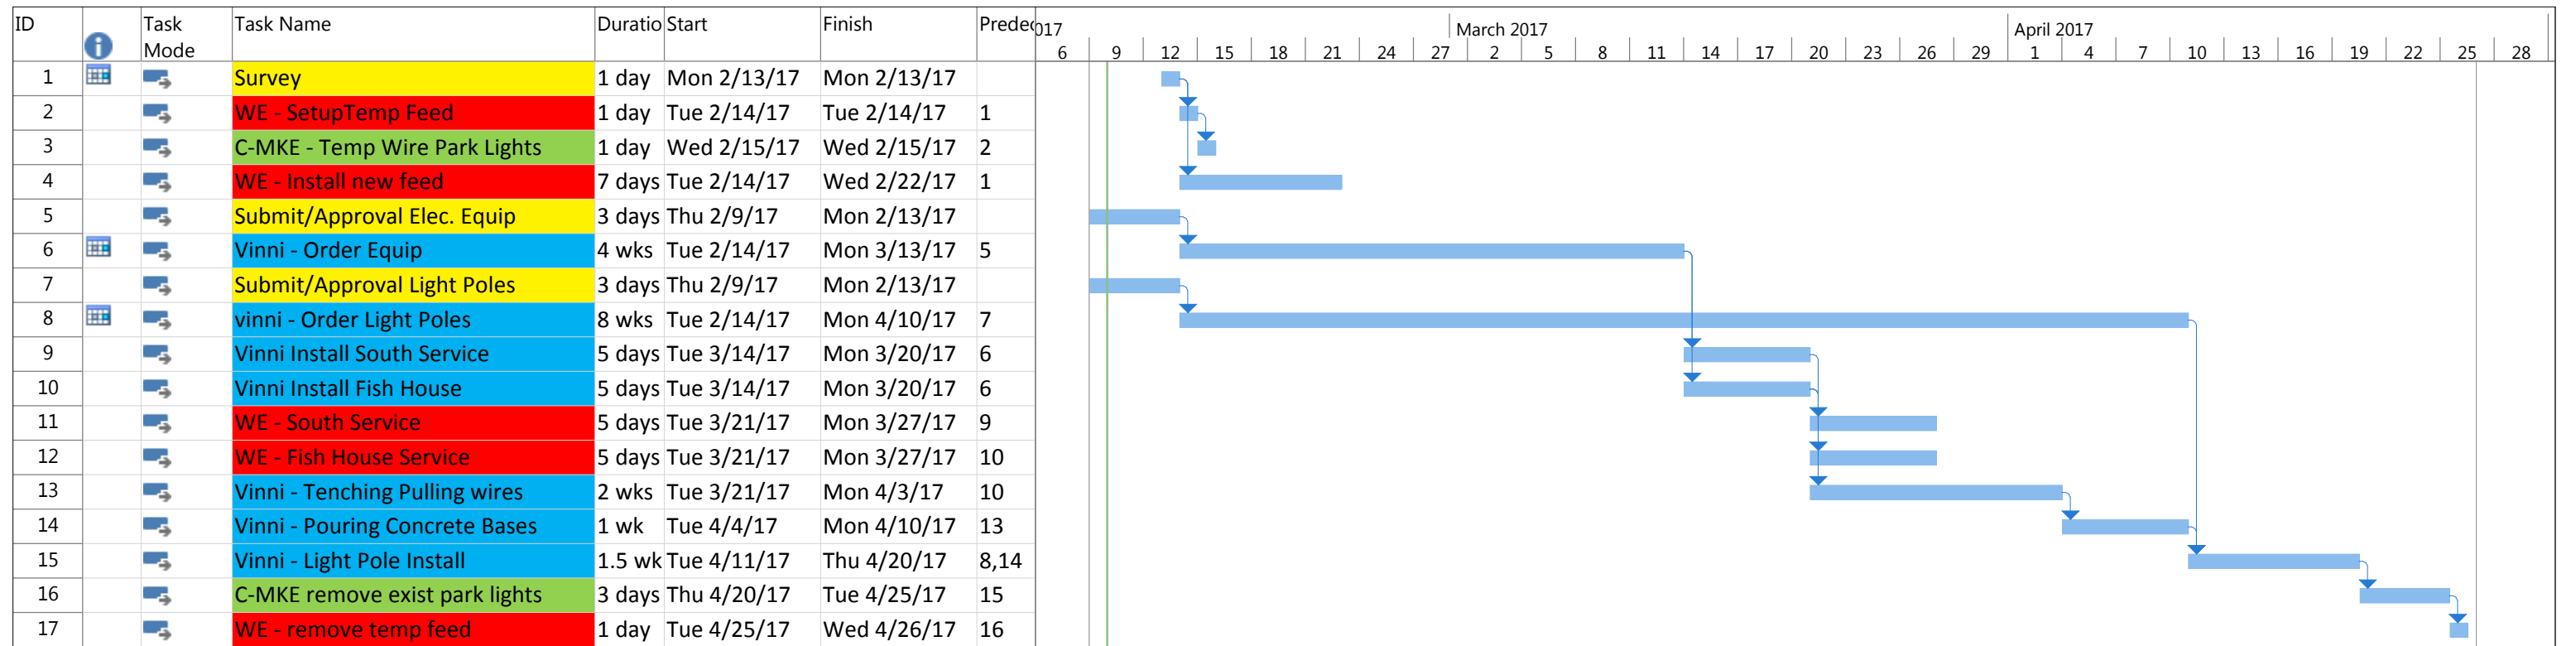 ID Task Mode Task Name Duratio Start Finish Predec 017 March 2017 April 2017
6 9 12 15 18 21 24 27 2 5 8 11 14 17 20 23 26 29 1 4 7 10 13 16 19 22 25 28
1 Survey 1 day Mon 2/13/17 Mon 2/13/17
2 WE - SetupTemp Feed 1 day Tue 2/14/17 Tue 2/14/17 1
3 C-MKE - Temp Wire Park Lights 1 day Wed 2/15/17 Wed 2/15/17 2
4 WE - Install new feed 7 days Tue 2/14/17 Wed 2/22/17 1
5 Submit/Approval Elec. Equip 3 days Thu 2/9/17 Mon 2/13/17
6 Vinni - Order Equip 4 wks Tue 2/14/17 Mon 3/13/17 5
7 Submit/Approval Light Poles 3 days Thu 2/9/17 Mon 2/13/17
8 vinni - Order Light Poles 8 wks Tue 2/14/17 Mon 4/10/17 7
9 Vinni Install South Service 5 days Tue 3/14/17 Mon 3/20/17 6
10 Vinni Install Fish House 5 days Tue 3/14/17 Mon 3/20/17 6
11 WE - South Service 5 days Tue 3/21/17 Mon 3/27/17 9
12 WE - Fish House Service 5 days Tue 3/21/17 Mon 3/27/17 10
13 Vinni - Tenching Pulling wires 2 wks Tue 3/21/17 Mon 4/3/17 10
14 Vinni - Pouring Concrete Bases 1 wk Tue 4/4/17 Mon 4/10/17 13
15 Vinni - Light Pole Install 1.5 wk Tue 4/11/17 Thu 4/20/17 8,14
16 C-MKE remove exist park lights 3 days Thu 4/20/17 Tue 4/25/17 15
17 WE - remove temp feed 1 day Tue 4/25/17 Wed 4/26/17 16